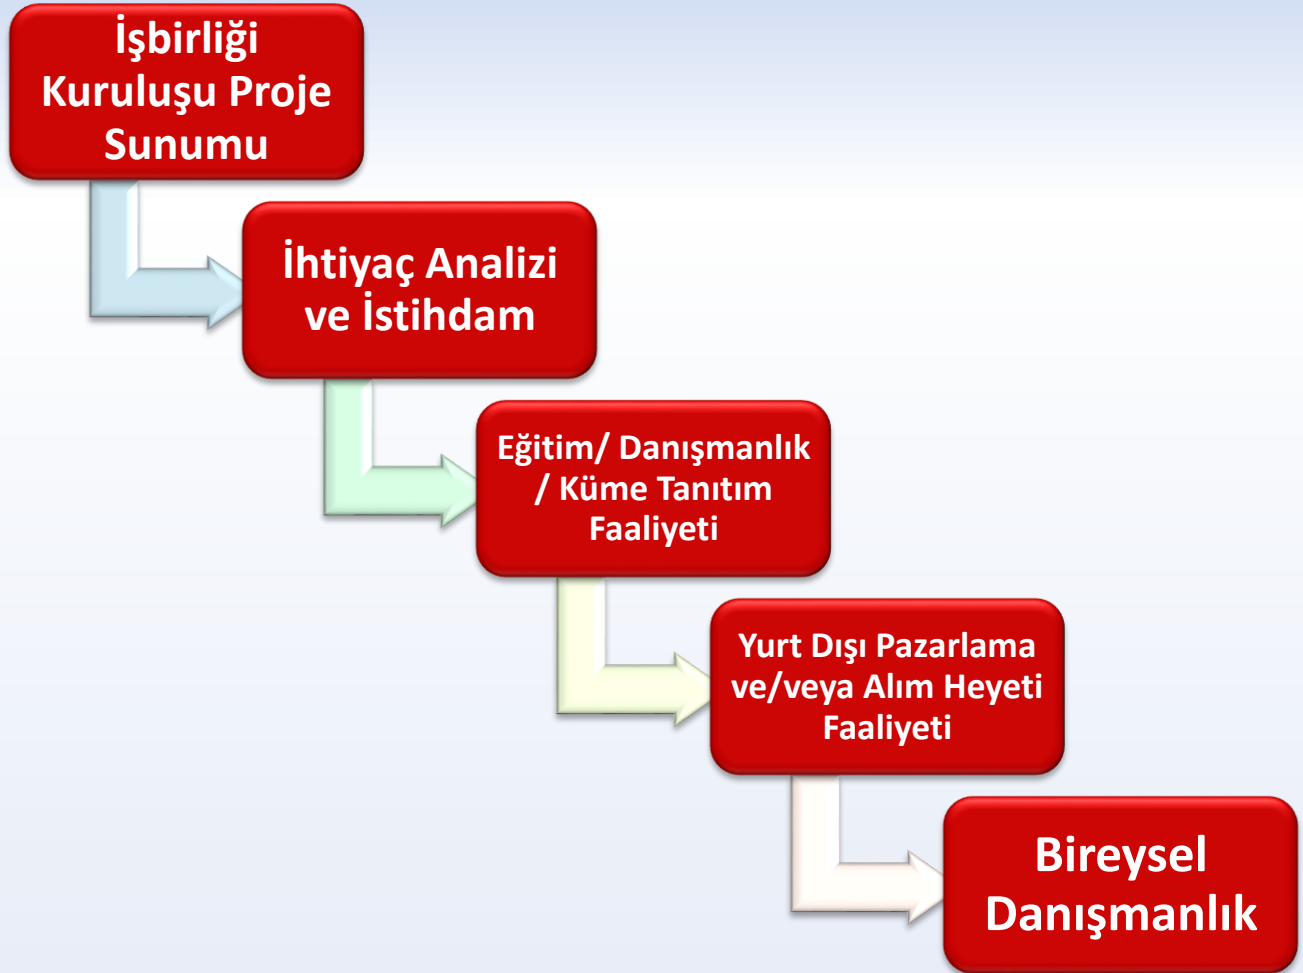 İşbirliği
Kuruluşu Proje
Sunumu
İhtiyaç Analizi
ve İstihdam
Eğitim/ Danışmanlık
/ Küme Tanıtım
Faaliyeti
Yurt Dışı Pazarlama
ve/veya Alım Heyeti
Faaliyeti
Bireysel
Danışmanlık